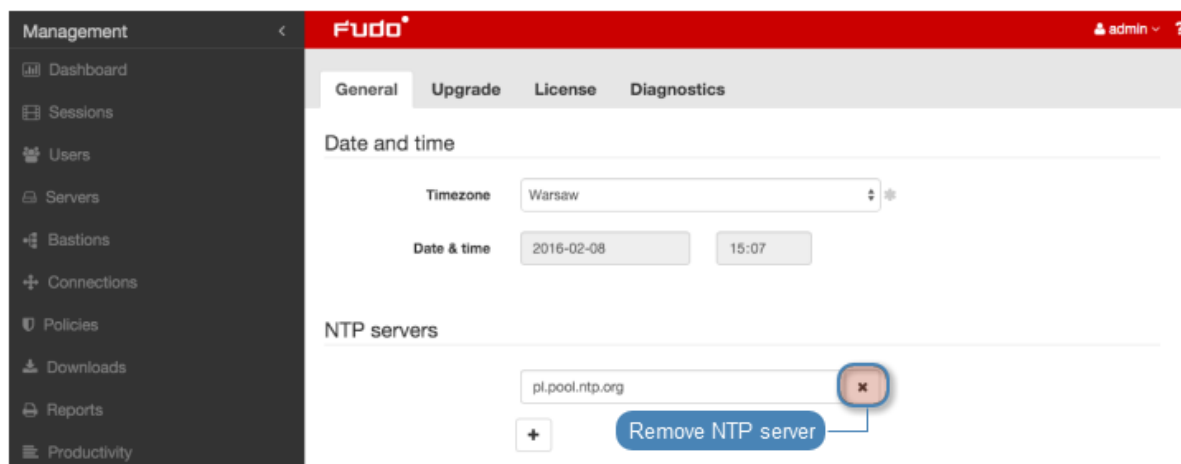 Management
FUDO
admin
?
Dashboard
Sessions
Users
Servers
Bastions
Connections
Policies
Downloads
Reports
Productivity
General Upgrade License Diagnostics
Date and time
Timezone Warsaw
Date & time 2016-02-08 15:07
NTP servers
pl.pool.ntp.org
Remove NTP server